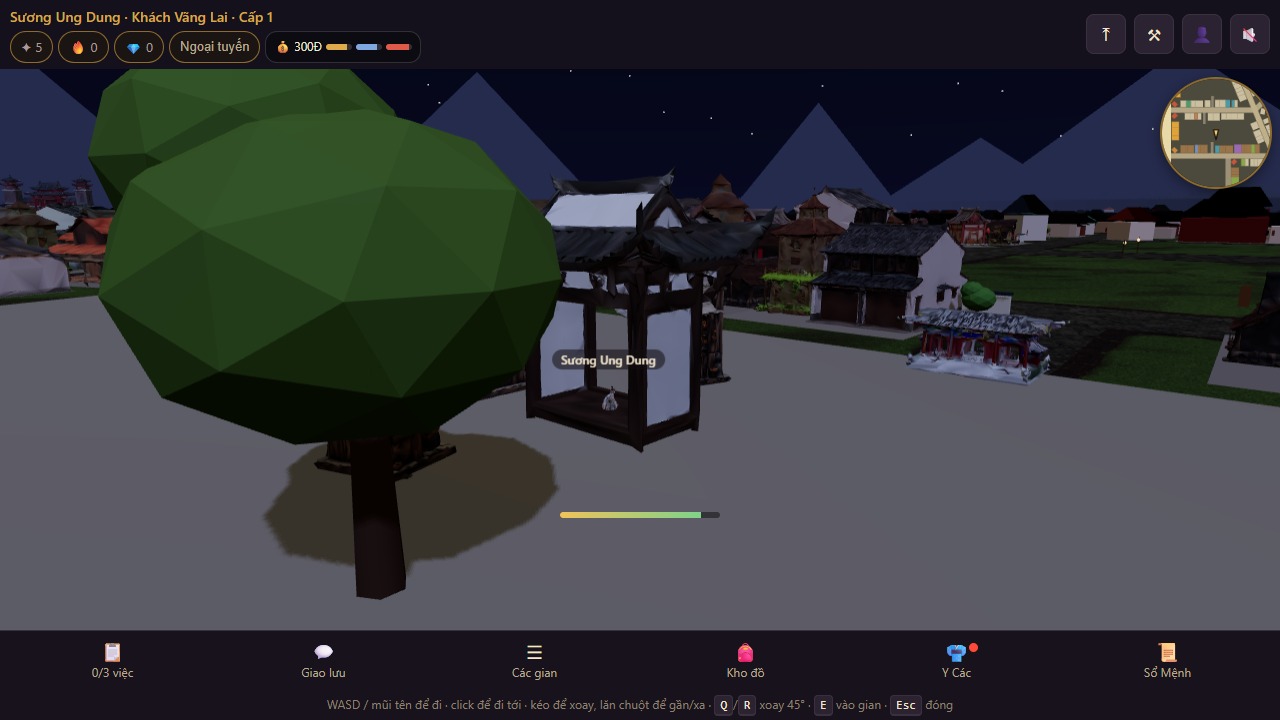 Sương Ung Dung · Khách Vãng Lai · Cấp 1
5 0 0 Ngoại tuyến 300Đ
Sương Ung Dung
0/3 việc Giao lưu Các gian Kho đồ Y Các Sổ Mệnh
WASD / mũi tên để đi · click để đi tới · kéo để xoay, lăn chuột để gần/xa · Q / R xoay 45° · E vào gian · Esc đóng